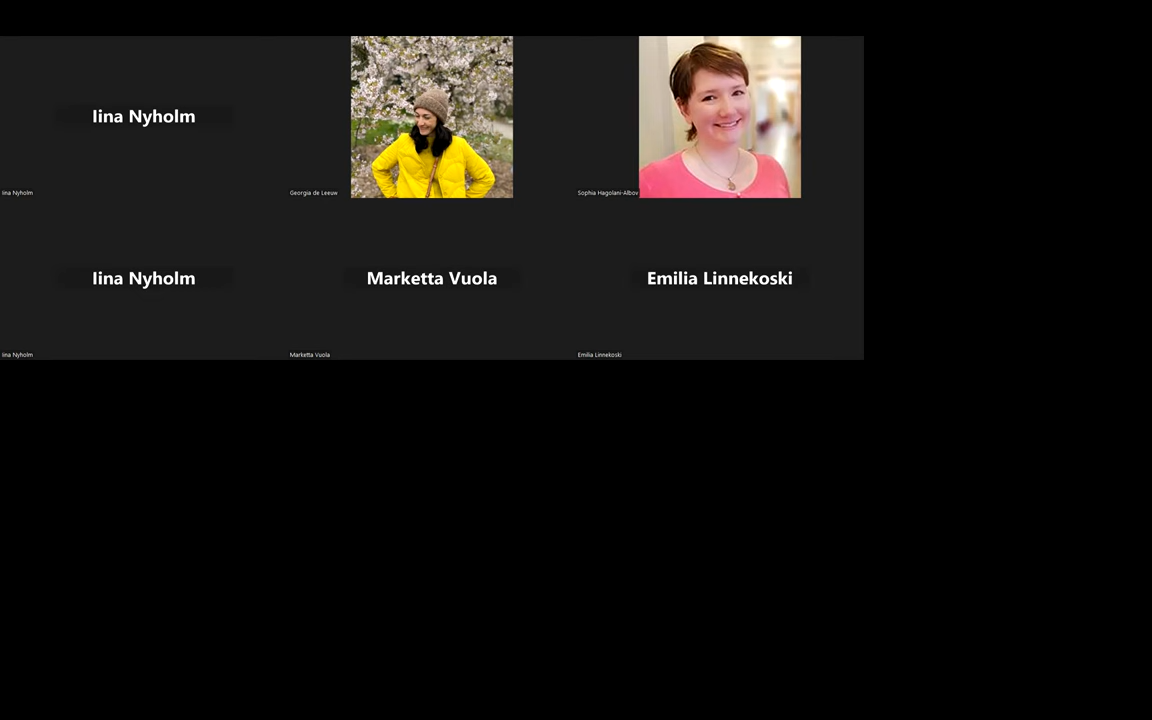 Iina Nyholm
Iina Nyholm
Georgia de Leeuw
Sophia Hagolani-Albov
Iina Nyholm
Marketta Vuola
Emilia Linnekoski
Iina Nyholm
Marketta Vuola
Emilia Linnekoski